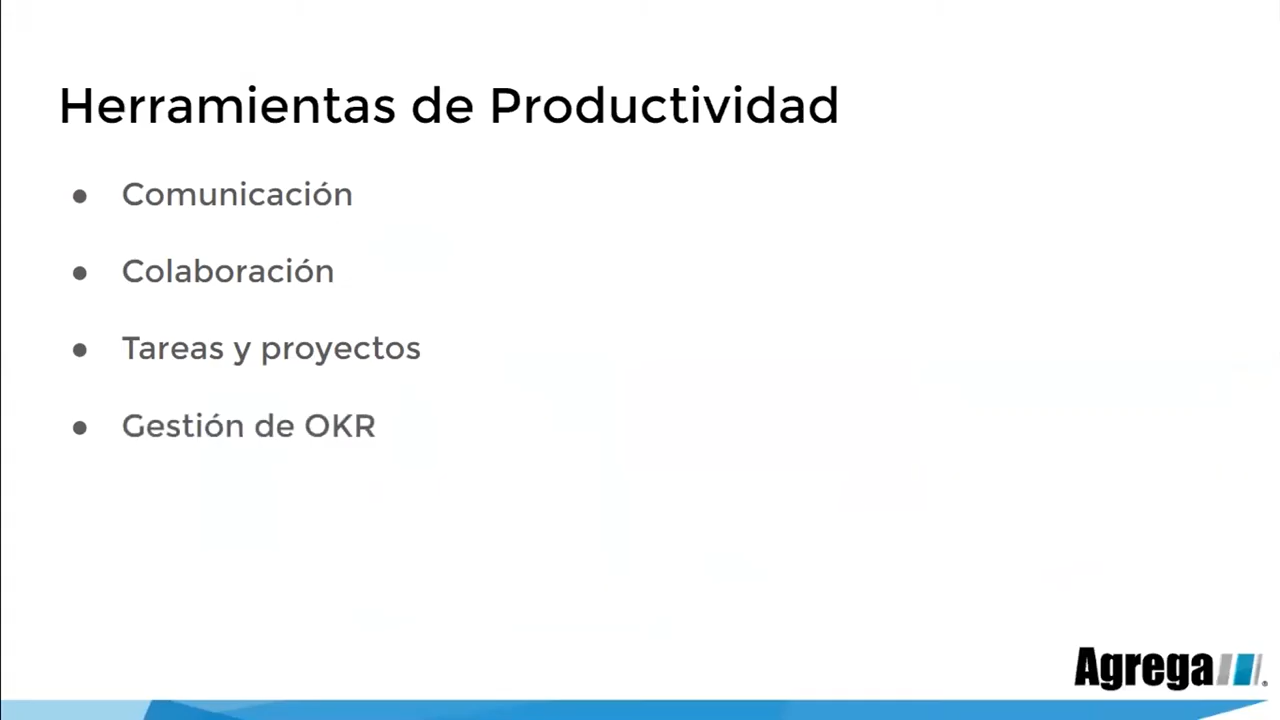 Herramientas de Productividad
● Comunicación
● Colaboración
● Tareas y proyectos
● Gestión de OKR
Agrega